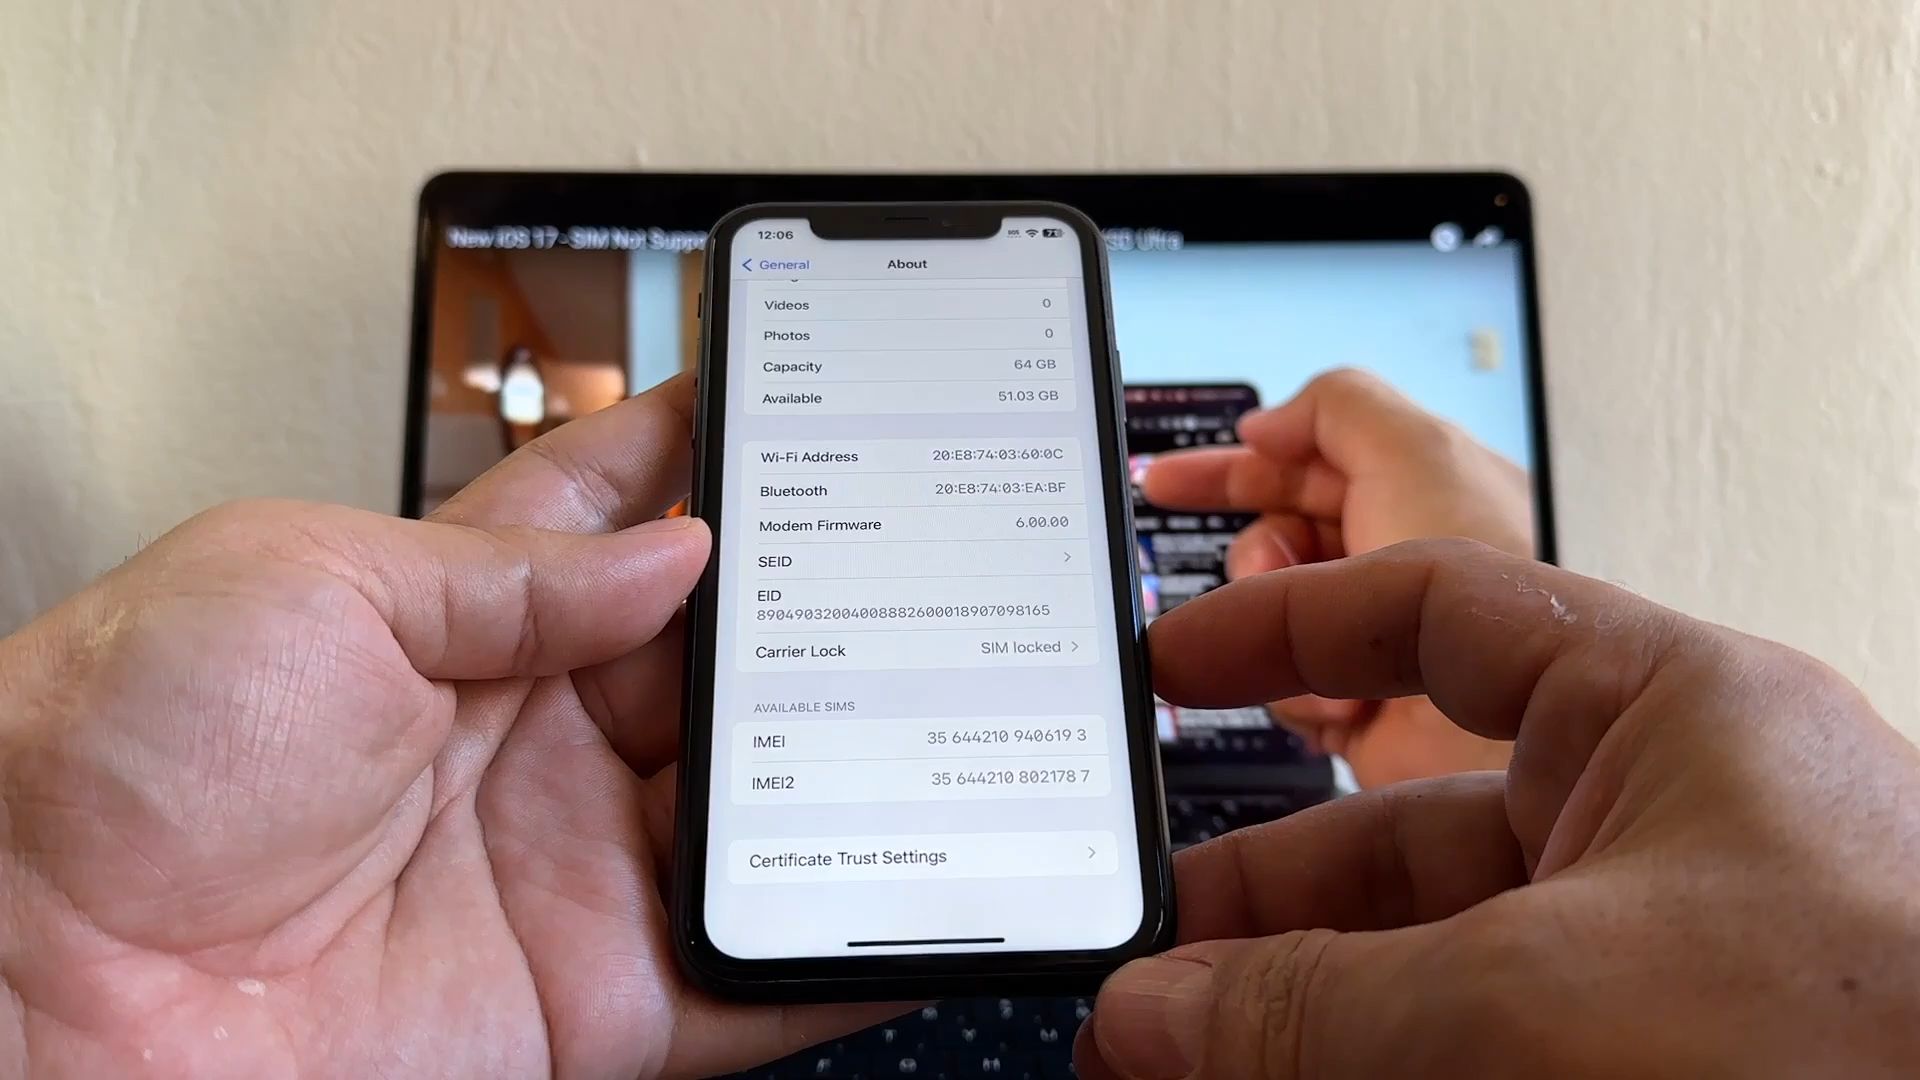 New iOS 17 - SIM Not Supp
Ultra
12:06
SOS
71
General
About
Videos 0
Photos 0
Capacity 64 GB
Available 51.03 GB
Wi-Fi Address 20:E8:74:03:60:0C
Bluetooth 20:E8:74:03:EA:BF
Modem Firmware 6.00.00
SEID
EID
89049032004008882600018907098165
Carrier Lock SIM locked
AVAILABLE SIMS
IMEI 35 644210 940619 3
IMEI2 35 644210 802178 7
Certificate Trust Settings